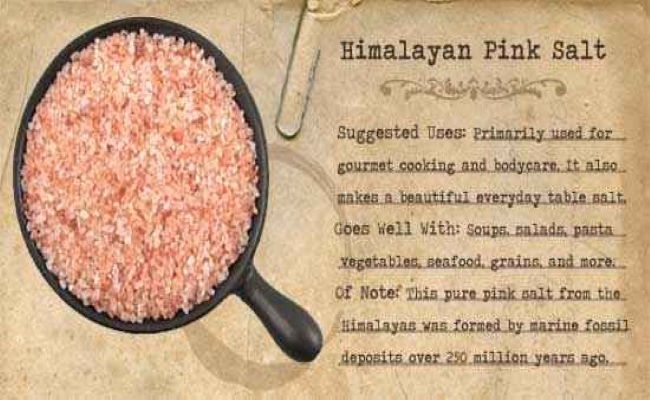 Himalayan Pink Salt
Suggested Uses: Primarily used for
gourmet cooking and bodycare. It also
makes a beautiful everyday table salt.
Goes Well With: Soups, salads, pasta
vegetables, seafood, grains, and more.
Of Note: This pure pink salt from the
Himalayas was formed by marine fossil
deposits over 250 million years ago.